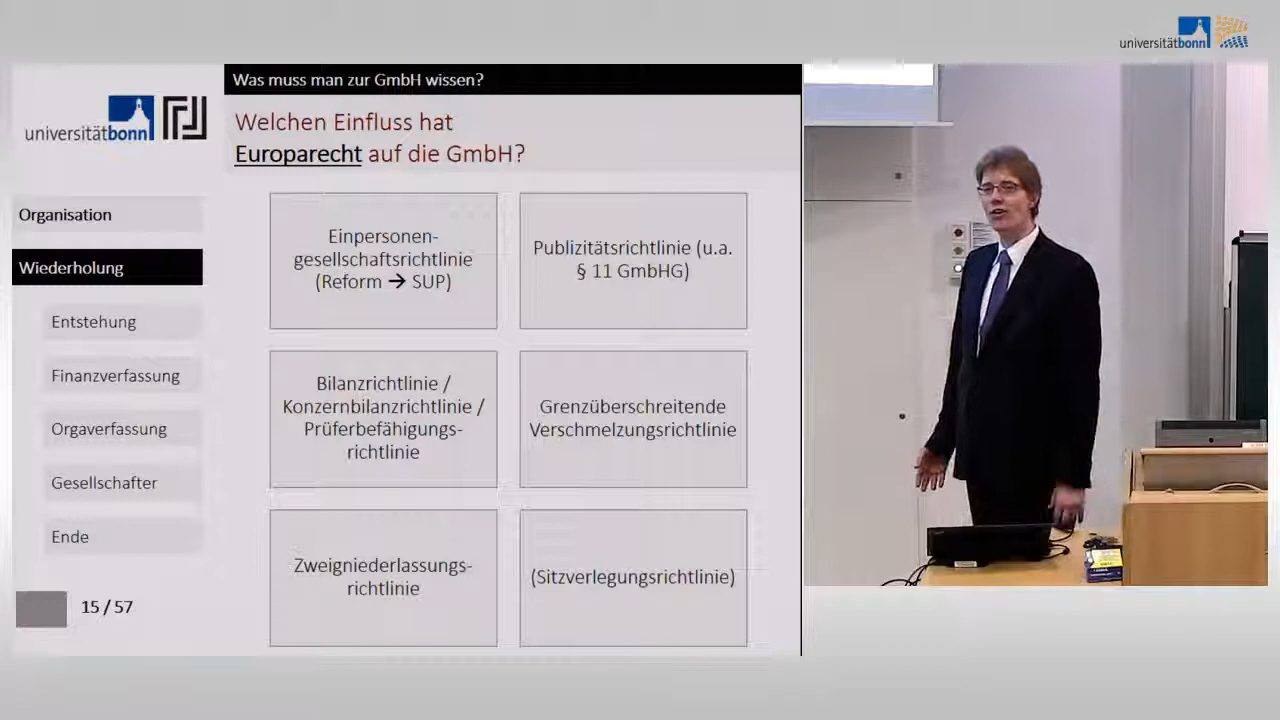 universitätbonn
Was muss man zur GmbH wissen?
universitätbonn
Welchen Einfluss hat
Europarecht auf die GmbH?
Organisation
Wiederholung
Entstehung
Finanzverfassung
Orgaverfassung
Gesellschafter
Ende
15 / 57
Einpersonen-
gesellschaftsrichtlinie
(Reform → SUP)
Publizitätsrichtlinie (u.a.
§ 11 GmbHG)
Bilanzrichtlinie /
Konzernbilanzrichtlinie /
Prüferbefähigungs-
richtlinie
Grenzüberschreitende
Verschmelzungsrichtlinie
Zweigniederlassungs-
richtlinie
(Sitzverlegungsrichtlinie)